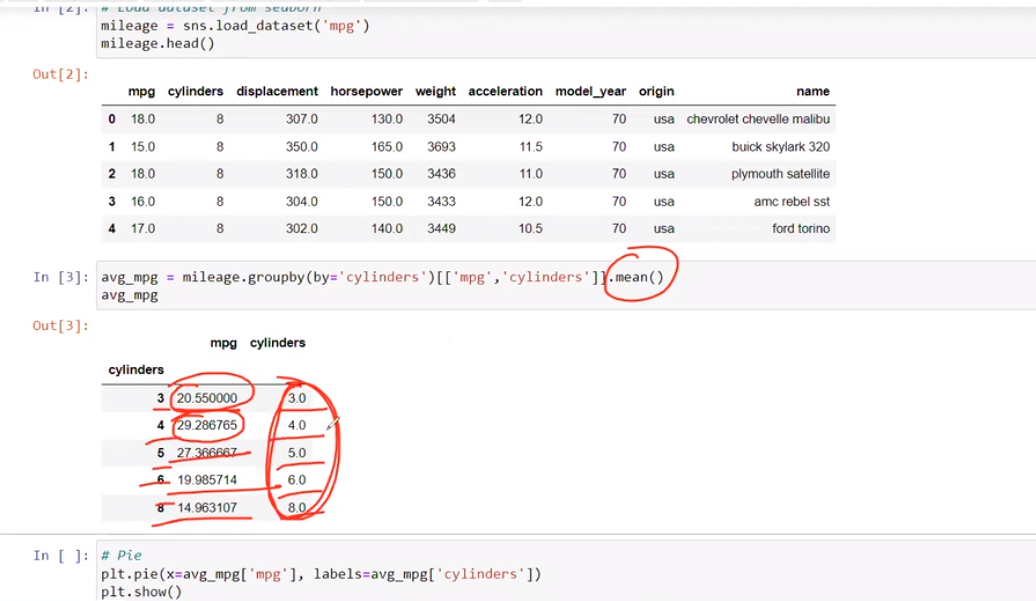 In [2]: # Load dataset from seaborn
mileage = sns.load_dataset('mpg')
mileage.head()
Out[2]:
mpg cylinders displacement horsepower weight acceleration model_year origin name
0 18.0 8 307.0 130.0 3504 12.0 70 usa chevrolet chevelle malibu
1 15.0 8 350.0 165.0 3693 11.5 70 usa buick skylark 320
2 18.0 8 318.0 150.0 3436 11.0 70 usa plymouth satellite
3 16.0 8 304.0 150.0 3433 12.0 70 usa amc rebel sst
4 17.0 8 302.0 140.0 3449 10.5 70 usa ford torino
In [3]: avg_mpg = mileage.groupby(by='cylinders')[['mpg','cylinders']].mean()
avg_mpg
Out[3]:
mpg cylinders
cylinders
3 20.550000 3.0
4 29.286765 4.0
5 27.366667 5.0
6 19.985714 6.0
8 14.963107 8.0
In [ ]: # Pie
plt.pie(x=avg_mpg['mpg'], labels=avg_mpg['cylinders'])
plt.show()